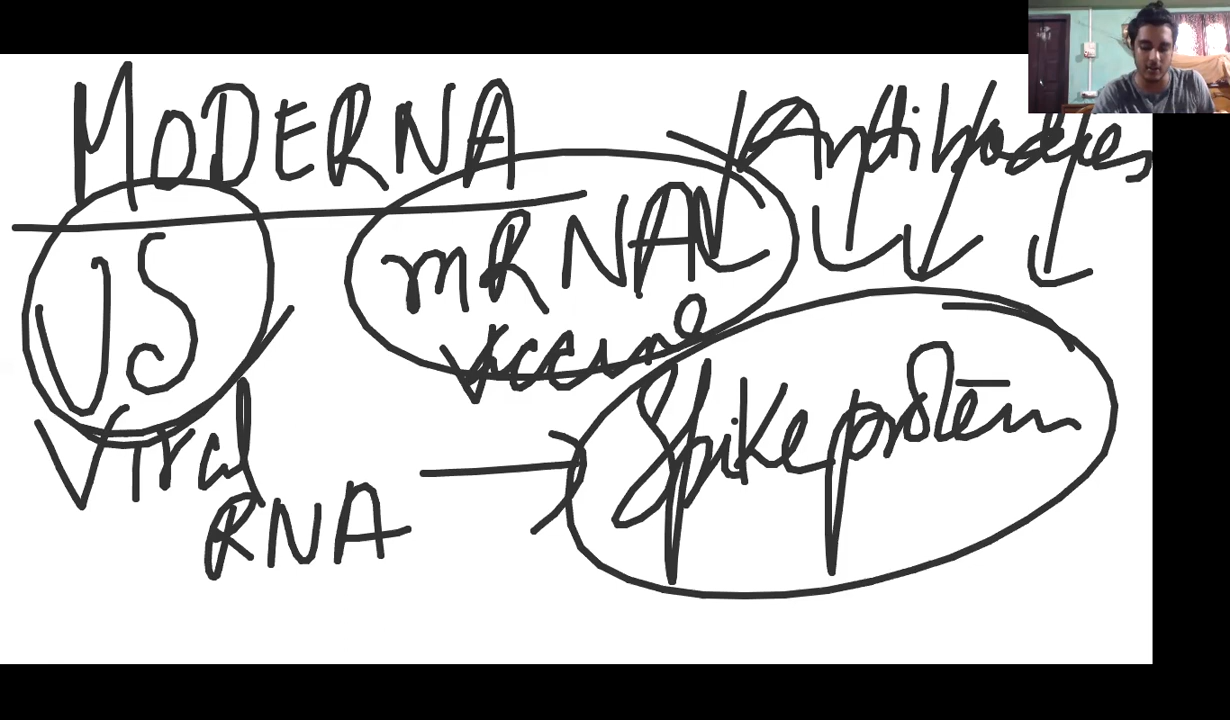 MODERNA
Antibodies
US
mRNA
Vaccine
Viral
RNA
Spike protein